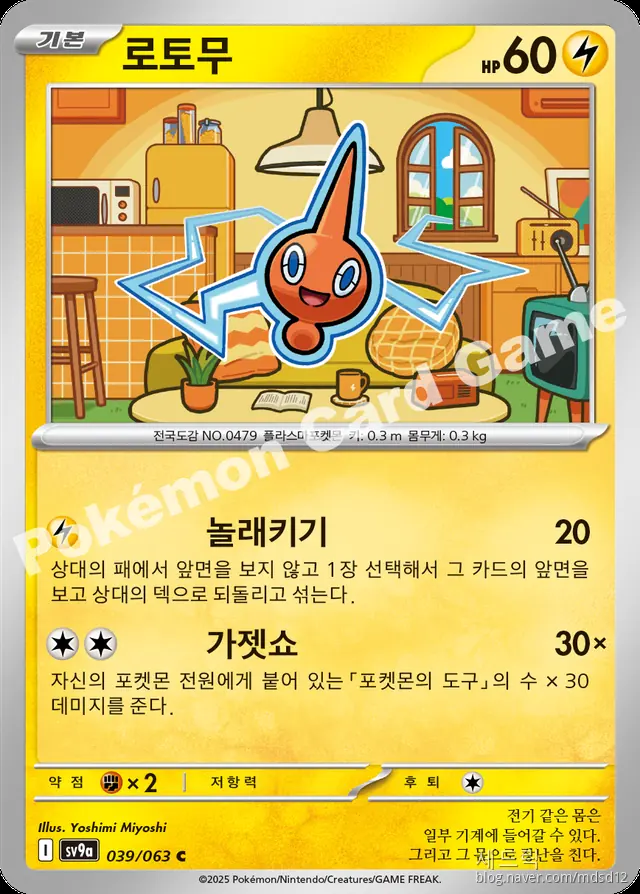 기본 로토무 HP60
전국도감 NO.0479 플라스마포켓몬 키: 0.3 m 몸무게: 0.3 kg
놀래키기 20
상대의 패에서 앞면을 보지 않고 1장 선택해서 그 카드의 앞면을
보고 상대의 덱으로 되돌리고 섞는다.
가젯쇼 30×
자신의 포켓몬 전원에게 붙어 있는 「포켓몬의 도구」의 수 × 30
데미지를 준다.
약점 ×2 저항력 후퇴
Illus. Yoshimi Miyoshi
I sv9a 039/063 C
전기 같은 몸은
일부 기계에 들어갈 수 있다.
그리고 그 몸으로 장난을 친다.
©2025 Pokémon/Nintendo/Creatures/GAME FREAK.
Pokémon Card Game
blog.naver.com/mdsd12